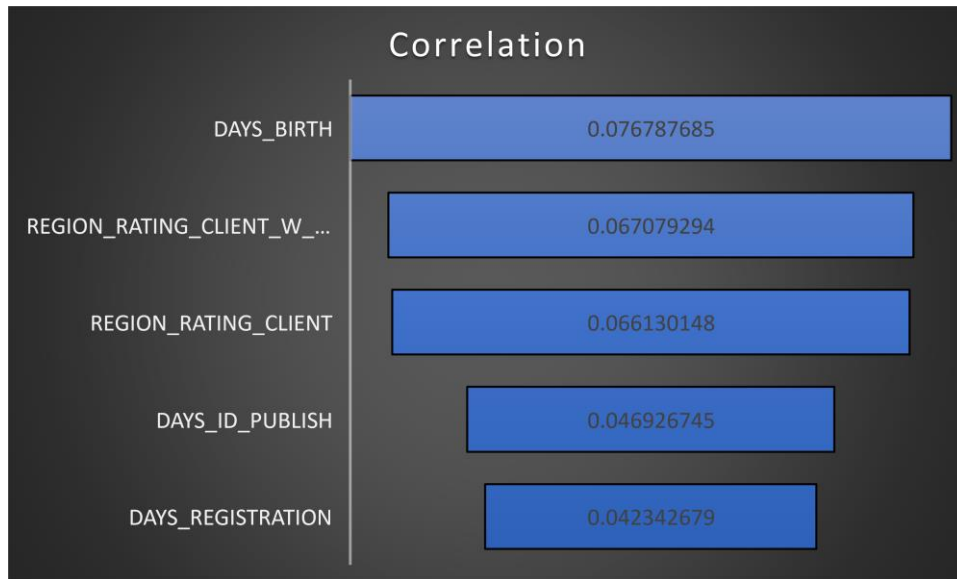 Correlation
DAYS_BIRTH 0.076787685
REGION_RATING_CLIENT_W_... 0.067079294
REGION_RATING_CLIENT 0.066130148
DAYS_ID_PUBLISH 0.046926745
DAYS_REGISTRATION 0.042342679